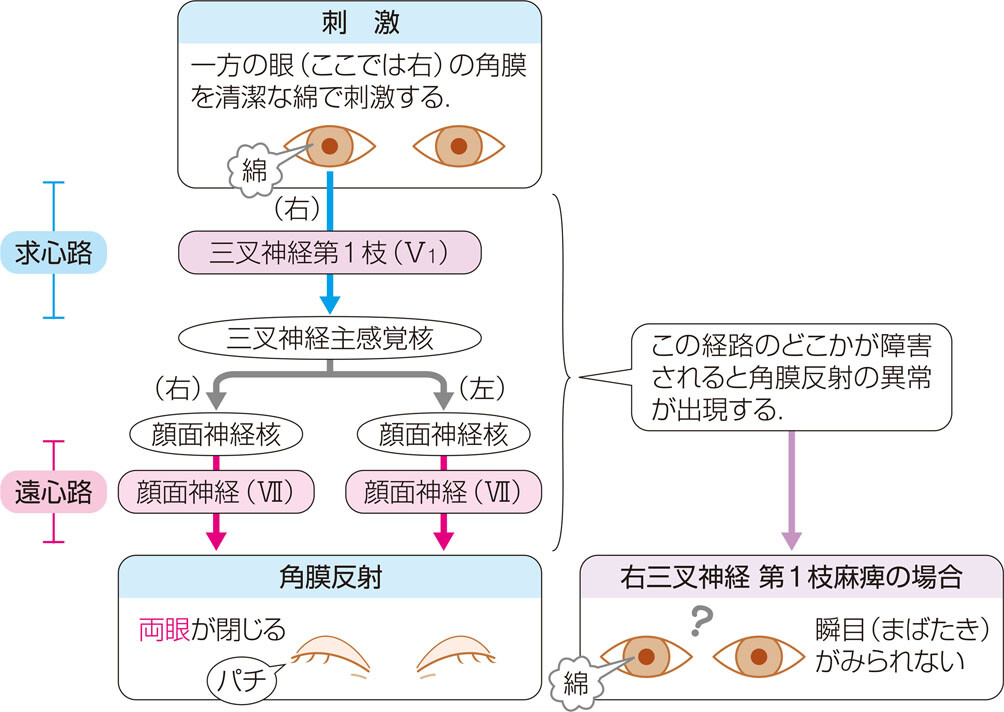 刺 激
一方の眼(ここでは右)の角膜
を清潔な綿で刺激する.
綿
(右)
求心路
三叉神経第1枝(Ⅴ₁)
三叉神経主感覚核
(右)
(左)
顔面神経核
顔面神経核
遠心路
顔面神経(Ⅶ)
顔面神経(Ⅶ)
この経路のどこかが障害
されると角膜反射の異常
が出現する.
角膜反射
両眼が閉じる
パチ
右三叉神経 第1枝麻痺の場合
?
綿
瞬目(まばたき)
がみられない